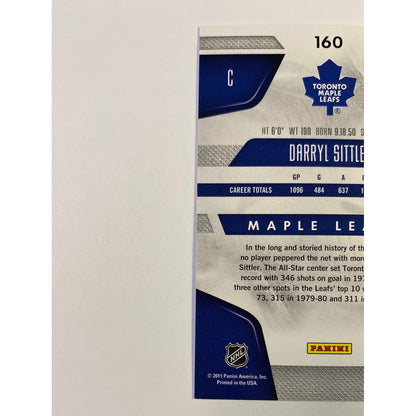 160
C
TORONTO
MAPLE
LEAFS
®
HT 6'0" WT 190 BORN 9.18.50 S
DARRYL SITTLE
GP G A
CAREER TOTALS 1096 484 637 1
MAPLE LEA
In the long and storied history of the
no player peppered the net with more
Sittler. The All-Star center set Toront
record with 346 shots on goal in 197
three other spots in the Leafs' top 10 w
73, 315 in 1979-80 and 311 in
NHL
PANINI
© 2011 Panini America, Inc.
Printed in the USA.